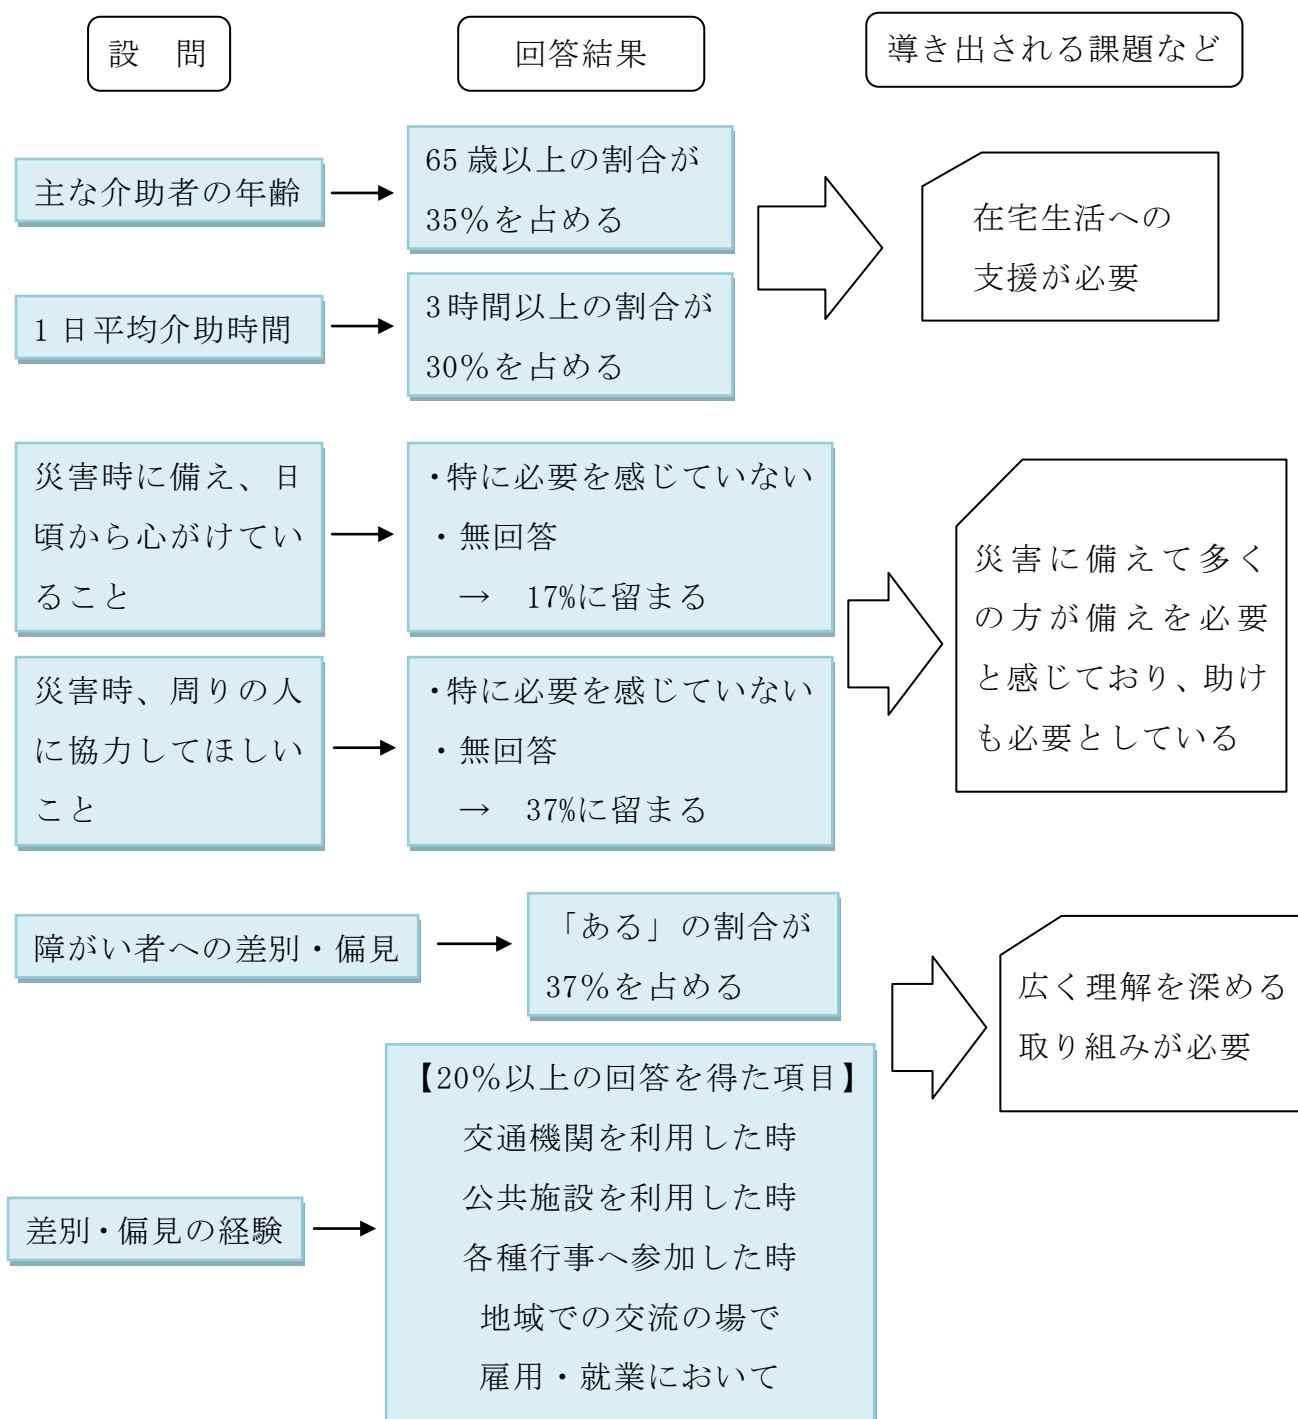 設　問
回答結果
導き出される課題など
主な介助者の年齢
65歳以上の割合が
35%を占める
1日平均介助時間
3時間以上の割合が
30%を占める
在宅生活への
支援が必要
災害時に備え、日
頃から心がけてい
ること
・特に必要を感じていない
・無回答
→　17%に留まる
災害時、周りの人
に協力してほしい
こと
・特に必要を感じていない
・無回答
→　37%に留まる
災害に備えて多く
の方が備えを必要
と感じており、助け
も必要としている
障がい者への差別・偏見
「ある」の割合が
37%を占める
差別・偏見の経験
【20%以上の回答を得た項目】
交通機関を利用した時
公共施設を利用した時
各種行事へ参加した時
地域での交流の場で
雇用・就業において
広く理解を深める
取り組みが必要